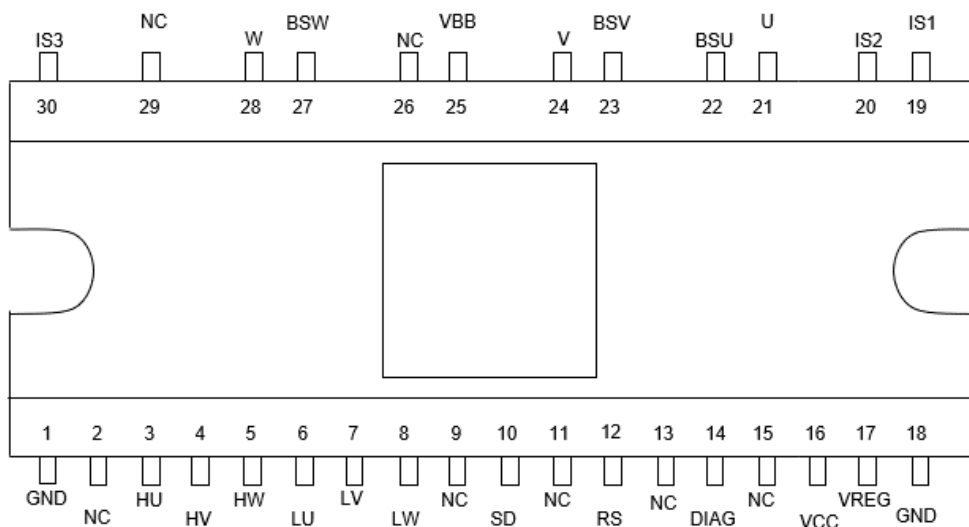 NC BSW VBB BSV U IS1
IS3 W NC V BSU IS2
30 29 28 27 26 25 24 23 22 21 20 19
1 2 3 4 5 6 7 8 9 10 11 12 13 14 15 16 17 18
GND HU HW LV NC NC NC NC VREG
NC HV LU LW SD RS DIAG VCC GND